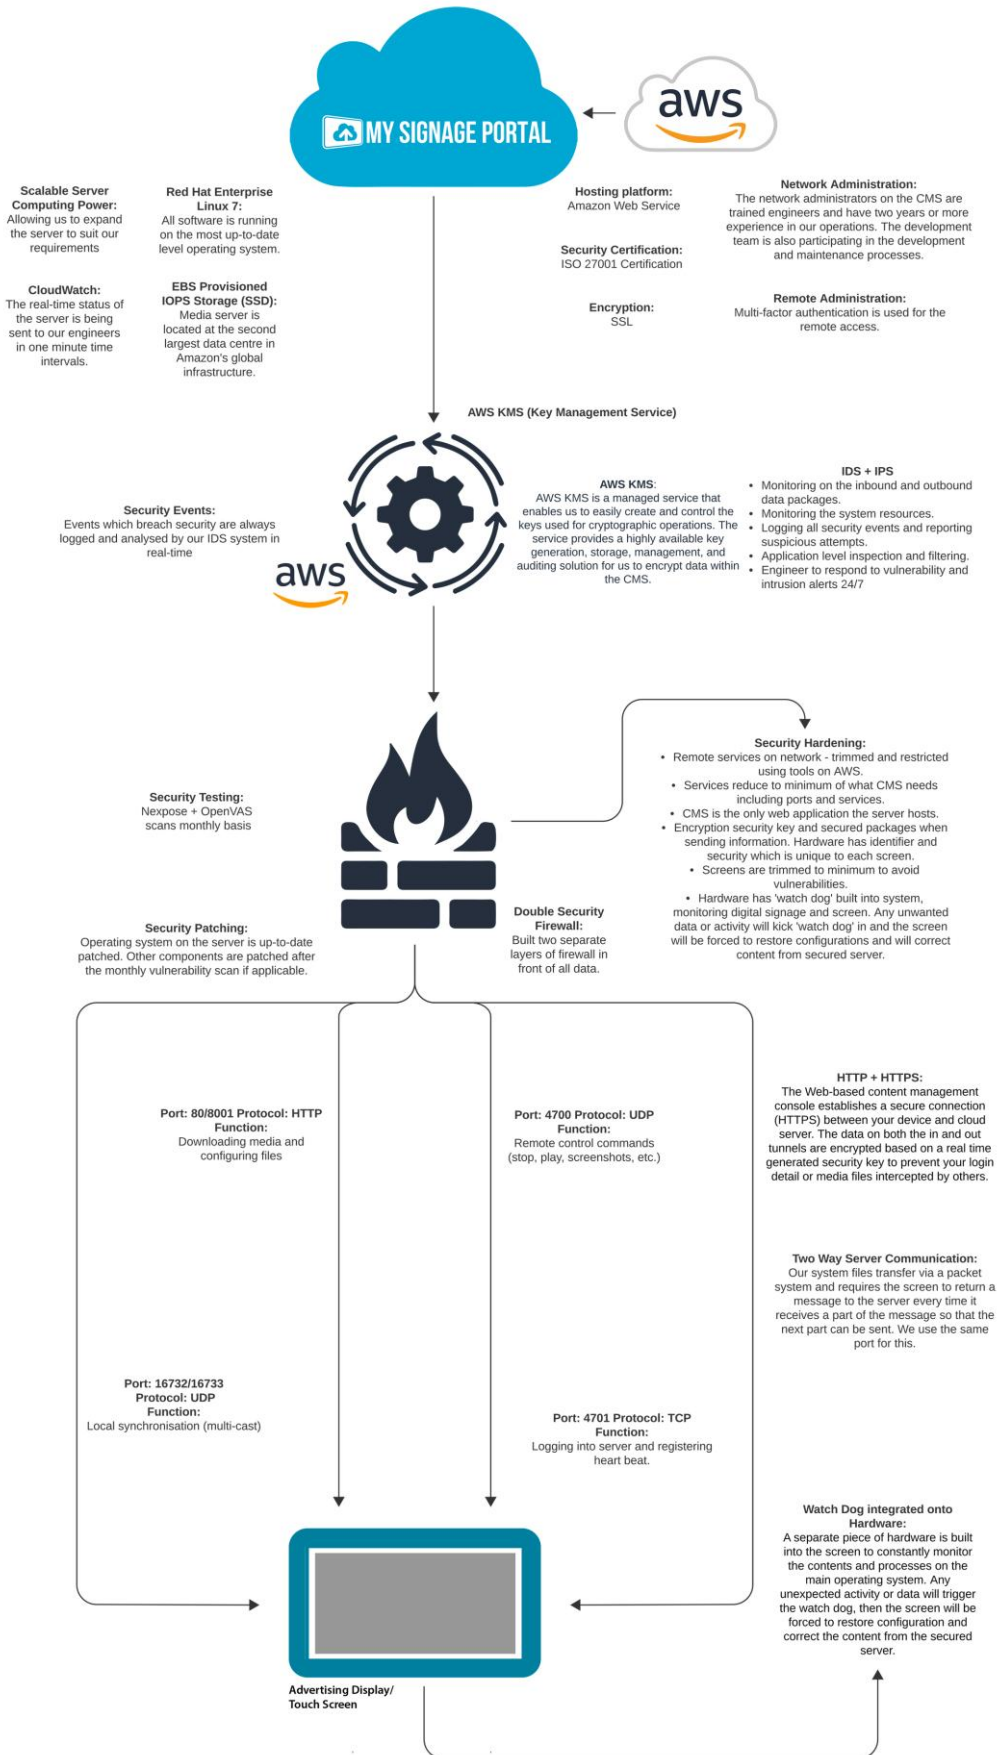 MY SIGNAGE PORTAL
aws
Scalable Server
Computing Power:
Allowing us to expand
the server to suit our
requirements
Red Hat Enterprise
Linux 7:
All software is running
on the most up-to-date
level operating system.
Hosting platform:
Amazon Web Service
Network Administration:
The network administrators on the CMS are
trained engineers and have two years or more
experience in our operations. The development
team is also participating in the development
and maintenance processes.
Security Certification:
ISO 27001 Certification
CloudWatch:
The real-time status of
the server is being
sent to our engineers
in one minute time
intervals.
EBS Provisioned
IOPS Storage (SSD):
Media server is
located at the second
largest data centre in
Amazon's global
infrastructure.
Encryption:
SSL
Remote Administration:
Multi-factor authentication is used for the
remote access.
AWS KMS (Key Management Service)
Security Events:
Events which breach security are always
logged and analysed by our IDS system in
real-time
aws
AWS KMS:
AWS KMS is a managed service that
enables us to easily create and control the
keys used for cryptographic operations. The
service provides a highly available key
generation, storage, management, and
auditing solution for us to encrypt data within
the CMS.
IDS + IPS
• Monitoring on the inbound and outbound
data packages.
• Monitoring the system resources.
• Logging all security events and reporting
suspicious attempts.
• Application level inspection and filtering.
• Engineer to respond to vulnerability and
intrusion alerts 24/7
Security Testing:
Nexpose + OpenVAS
scans monthly basis
Security Hardening:
• Remote services on network - trimmed and restricted
using tools on AWS.
• Services reduce to minimum of what CMS needs
including ports and services.
• CMS is the only web application the server hosts.
• Encryption security key and secured packages when
sending information. Hardware has identifier and
security which is unique to each screen.
• Screens are trimmed to minimum to avoid
vulnerabilities.
• Hardware has 'watch dog' built into system,
monitoring digital signage and screen. Any unwanted
data or activity will kick 'watch dog' in and the screen
will be forced to restore configurations and will correct
content from secured server.
Security Patching:
Operating system on the server is up-to-date
patched. Other components are patched after
the monthly vulnerability scan if applicable.
Double Security
Firewall:
Built two separate
layers of firewall in
front of all data.
Port: 80/8001 Protocol: HTTP
Function:
Downloading media and
configuring files
Port: 4700 Protocol: UDP
Function:
Remote control commands
(stop, play, screenshots, etc.)
HTTP + HTTPS:
The Web-based content management
console establishes a secure connection
(HTTPS) between your device and cloud
server. The data on both the in and out
tunnels are encrypted based on a real time
generated security key to prevent your login
detail or media files intercepted by others.
Two Way Server Communication:
Our system files transfer via a packet
system and requires the screen to return a
message to the server every time it
receives a part of the message so that the
next part can be sent. We use the same
port for this.
Port: 16732/16733
Protocol: UDP
Function:
Local synchronisation (multi-cast)
Port: 4701 Protocol: TCP
Function:
Logging into server and registering
heart beat.
Watch Dog integrated onto
Hardware:
A separate piece of hardware is built
into the screen to constantly monitor
the contents and processes on the
main operating system. Any
unexpected activity or data will trigger
the watch dog, then the screen will be
forced to restore configuration and
correct the content from the secured
server.
Advertising Display/
Touch Screen